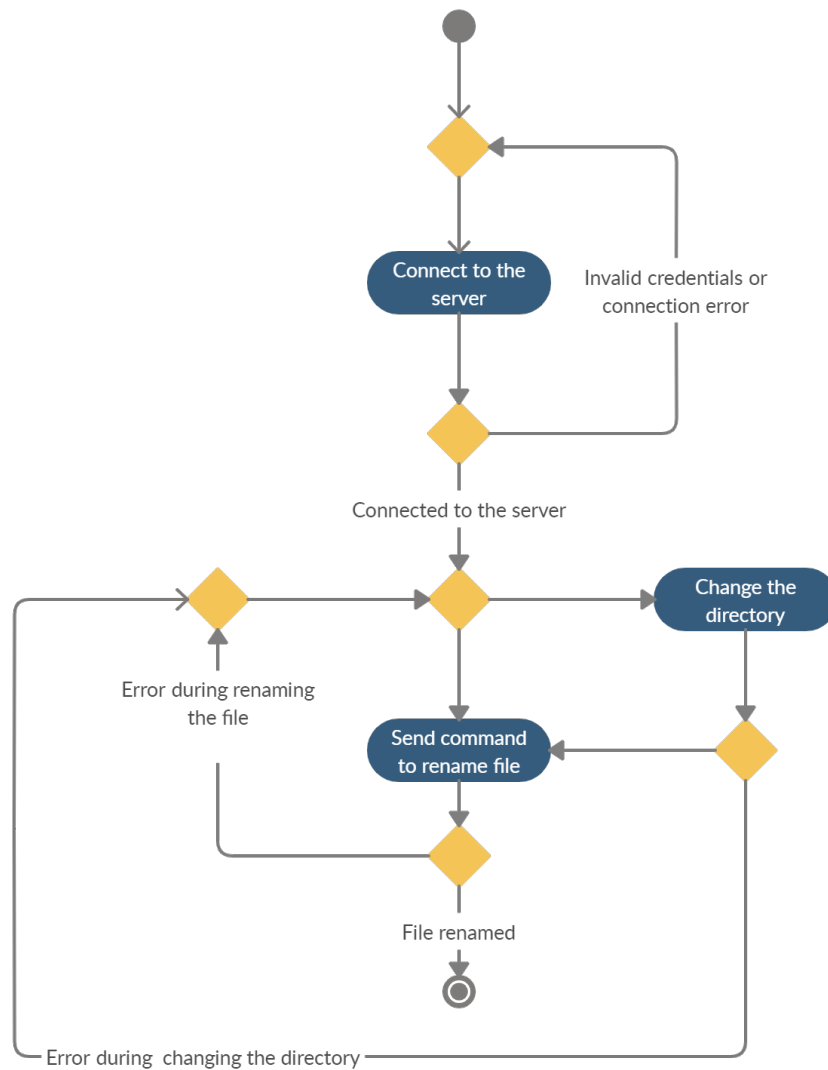 Connect to the
server
Invalid credentials or
connection error
Connected to the server
Change the
directory
Error during renaming
the file
Send command
to rename file
File renamed
Error during  changing the directory